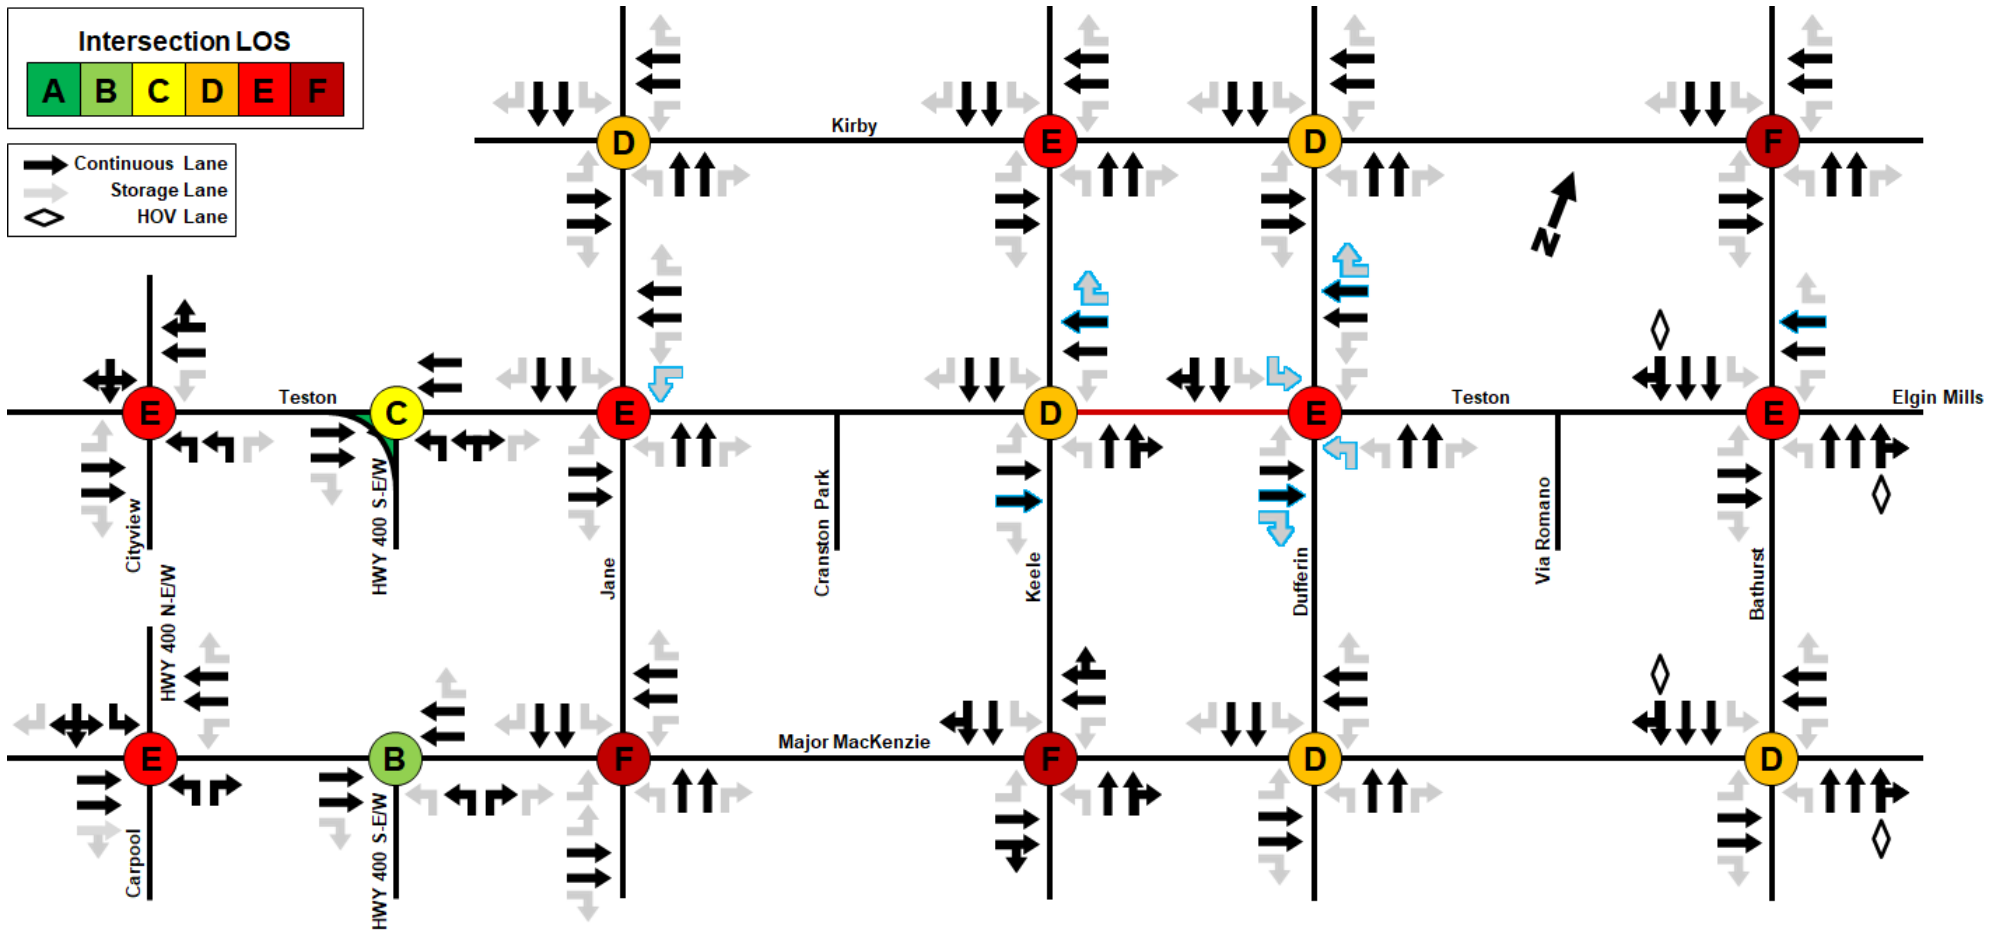 Intersection LOS
A B C D E F
Continuous Lane
Storage Lane
HOV Lane
Kirby
D
E
D
F
N
Teston
Teston
Elgin Mills
E
C
E
D
E
E
Cityview
HWY 400 S-E/W
Jane
Cranston Park
Keele
Dufferin
Via Romano
Bathurst
HWY 400 N-E/W
Major MacKenzie
E
B
F
F
D
D
Carpool
HWY 400 S-E/W